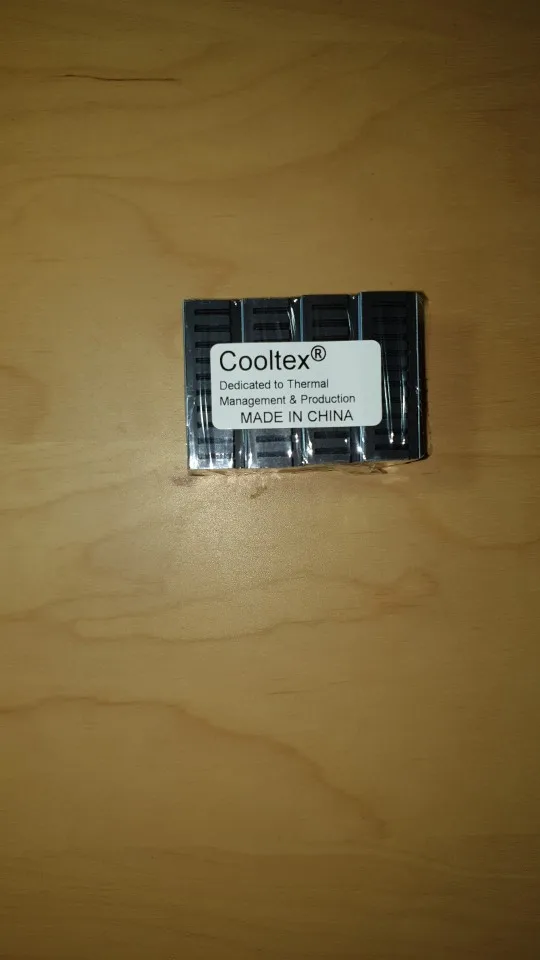 Cooltex®
Dedicated to Thermal
Management & Production
MADE IN CHINA